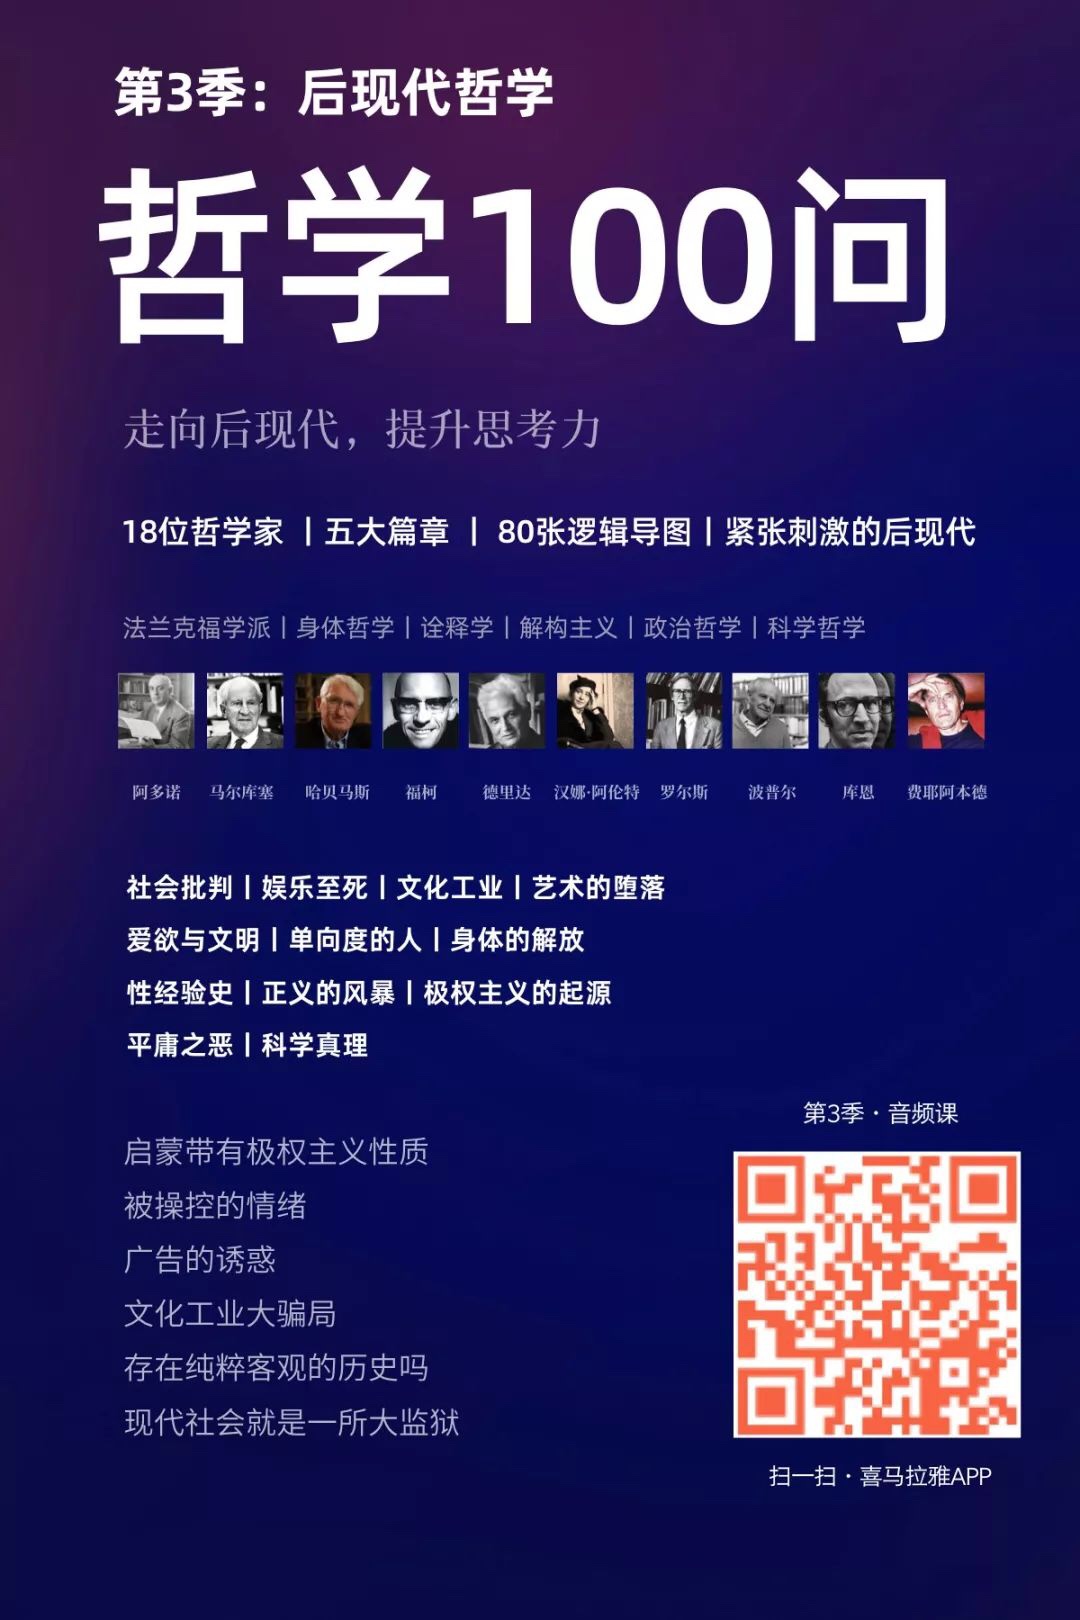 第3季：后现代哲学
哲学100问
走向后现代，提升思考力
18位哲学家 | 五大篇章 | 80张逻辑导图 | 紧张刺激的后现代
法兰克福学派 | 身体哲学 | 诠释学 | 解构主义 | 政治哲学 | 科学哲学
阿多诺 马尔库塞 哈贝马斯 福柯 德里达 汉娜·阿伦特 罗尔斯 波普尔 库恩 费耶阿本德
社会批判 | 娱乐至死 | 文化工业 | 艺术的堕落
爱欲与文明 | 单向度的人 | 身体的解放
性经验史 | 正义的风暴 | 极权主义的起源
平庸之恶 | 科学真理
启蒙带有极权主义性质
被操控的情绪
广告的诱惑
文化工业大骗局
存在纯粹客观的历史吗
现代社会就是一所大监狱
第3季·音频课
扫一扫·喜马拉雅APP